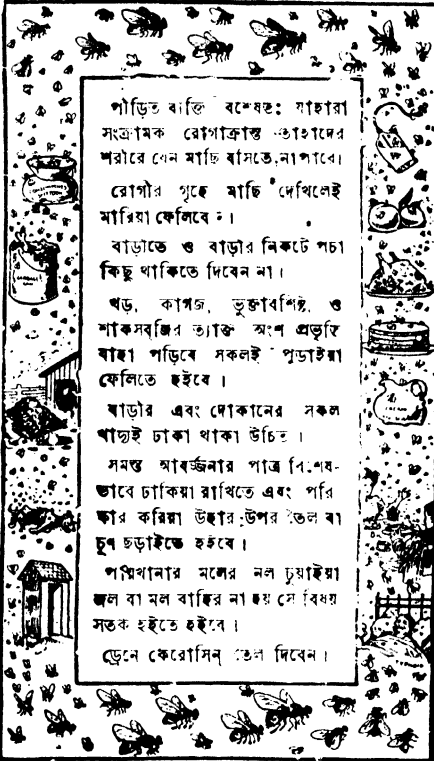 পীড়িত ব্যক্তি বিশেষতঃ যাহারা
সংক্রামক রোগাক্রান্ত তাহাদের
শরীরে যেন মাছি বসিতে না পারে।
রোগীর গৃহে মাছি দেখিলেই
মারিয়া ফেলিবেন।
বাড়ীতে ও বাড়ীর নিকটে পচা
কিছু থাকিতে দিবেন না।
খড়, কাগজ, ভুক্তাবশিষ্ট, ও
শাকসব্জির ত্যাক্ত অংশ প্রভৃতি
যাহা পড়িবে সকলই পুড়াইয়া
ফেলিতে হইবে।
বাড়ীর এবং দোকানের সকল
খাদ্যই ঢাকা থাকা উচিত।
সমস্ত আবর্জ্জনার পাত্র বিশেষ-
ভাবে ঢাকিয়া রাখিতে এবং পরি
ষ্কার করিয়া উহার উপর তৈল বা
চূণ ছড়াইতে হইবে।
পায়খানার মলের নল চুয়াইয়া
জল বা মল বাহির না হয় সে বিষয়
সতর্ক হইতে হইবে।
ড্রেনে কেরোসিন্ তেল দিবেন।
CREAM